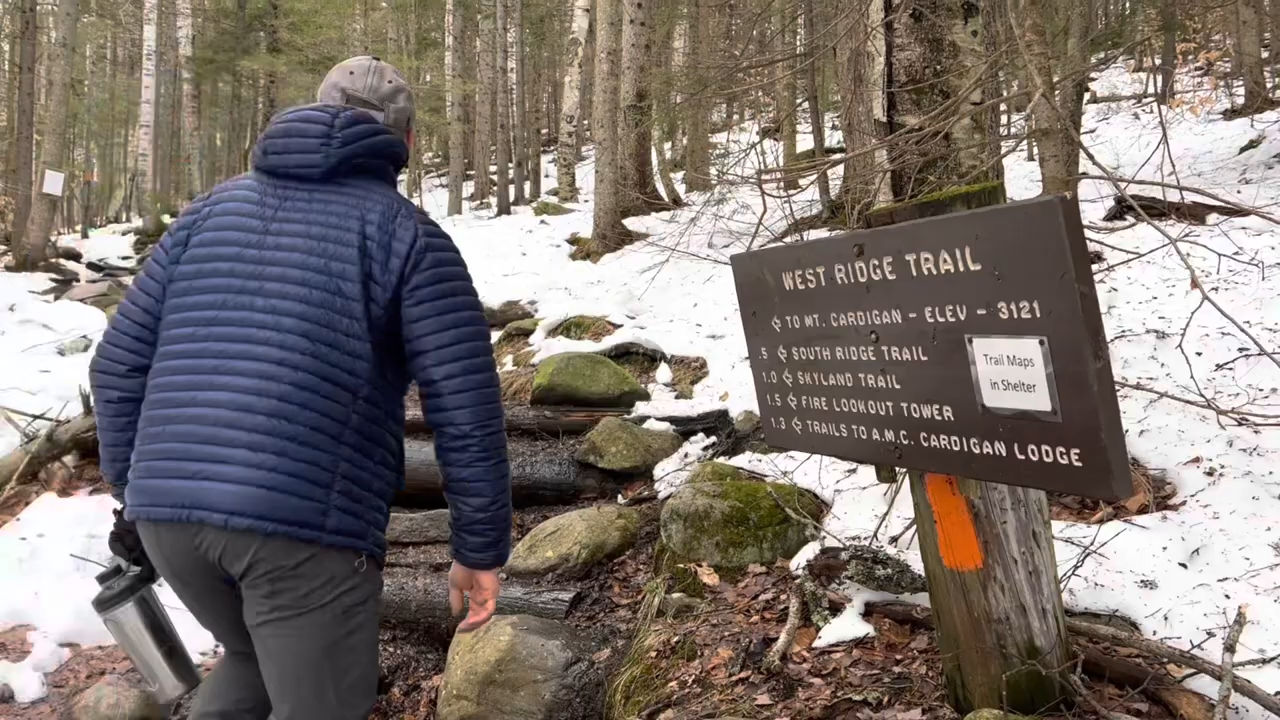 WEST RIDGE TRAIL
⇦ TO MT. CARDIGAN - ELEV - 3121
.5 ⇦ SOUTH RIDGE TRAIL
1.0 ⇦ SKYLAND TRAIL
1.5 ⇦ FIRE LOOKOUT TOWER
1.3 ⇦ TRAILS TO A.M.C. CARDIGAN LODGE
Trail Maps
in Shelter